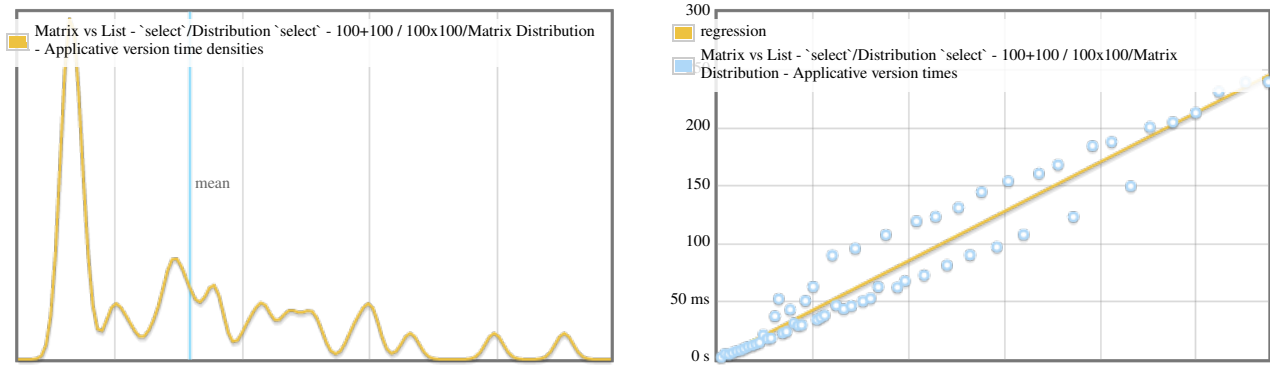 Matrix vs List - `select`/Distribution `select` - 100+100 / 100x100/Matrix Distribution
- Applicative version time densities
mean
300
regression
Matrix vs List - `select`/Distribution `select` - 100+100 / 100x100/Matrix
Distribution - Applicative version times
200
150
100
50 ms
0 s